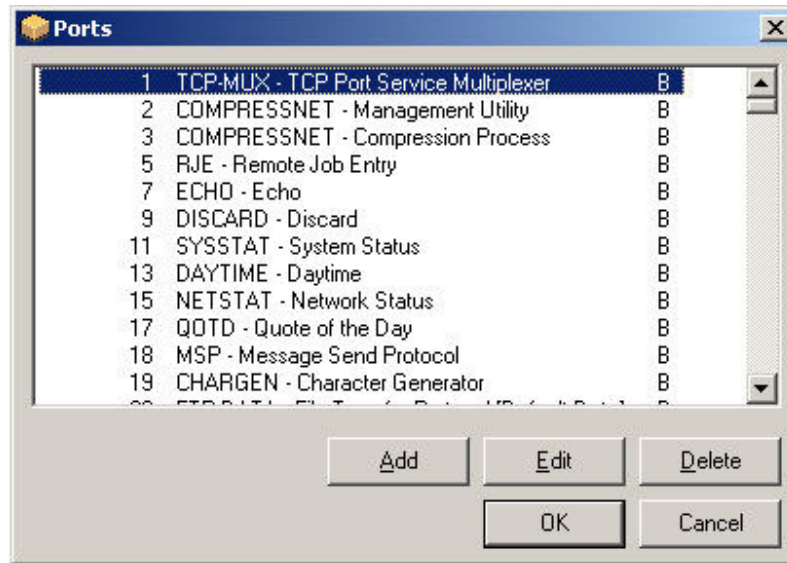 Ports
1 TCP-MUX - TCP Port Service Multiplexer B
2 COMPRESSNET - Management Utility B
3 COMPRESSNET - Compression Process B
5 RJE - Remote Job Entry B
7 ECHO - Echo B
9 DISCARD - Discard B
11 SYSSTAT - System Status B
13 DAYTIME - Daytime B
15 NETSTAT - Network Status B
17 QOTD - Quote of the Day B
18 MSP - Message Send Protocol B
19 CHARGEN - Character Generator B
Add Edit Delete
OK Cancel